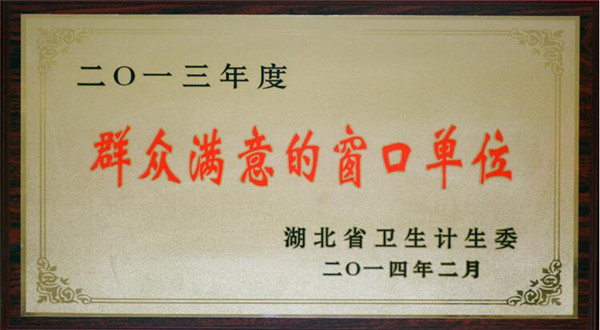 二〇一三年度
群众满意的窗口单位
湖北省卫生计生委
二〇一四年二月